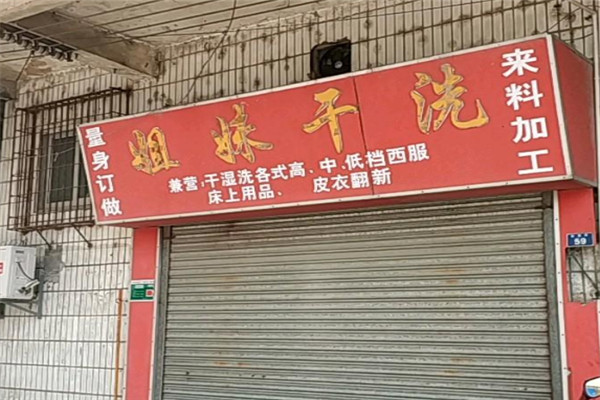 量身订做
姐妹干洗
来料加工
兼营:干湿洗各式高、中、低档西服
床上用品、 皮衣翻新
59